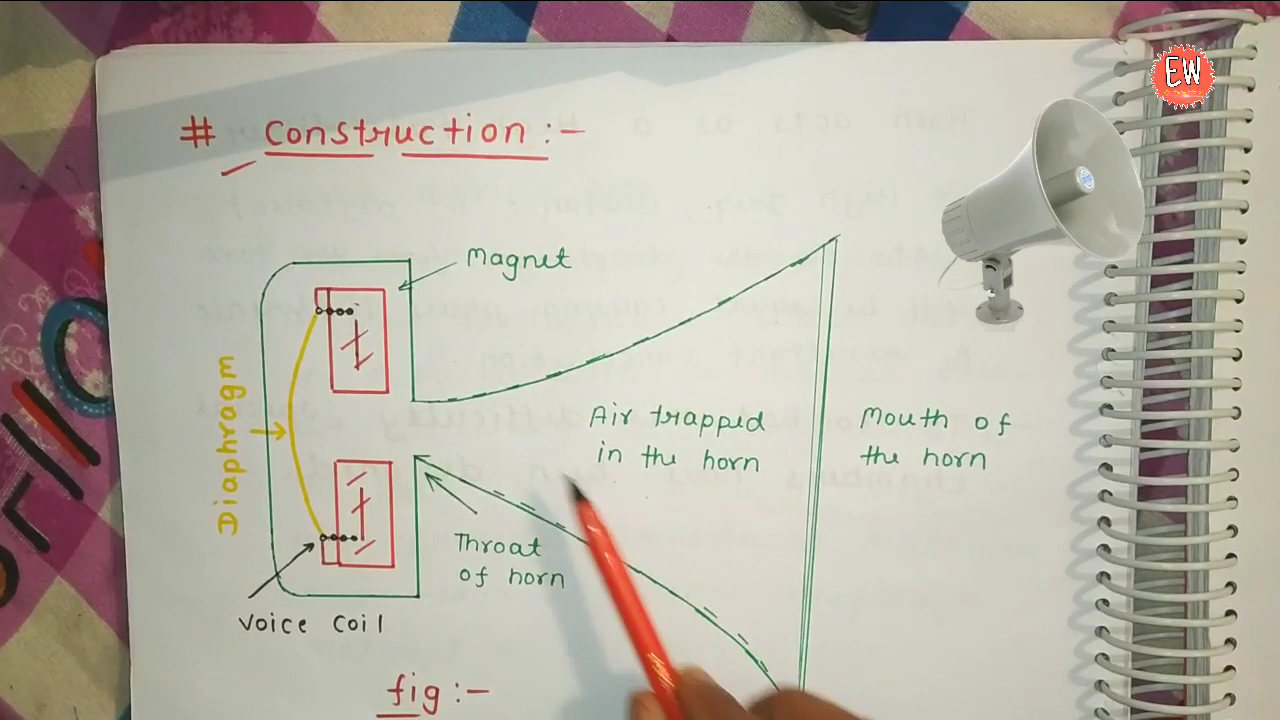 EW
# Construction :-
Magnet
Diaphragm
Air trapped
in the horn
Mouth of
the horn
Throat
of horn
Voice Coil
fig :-